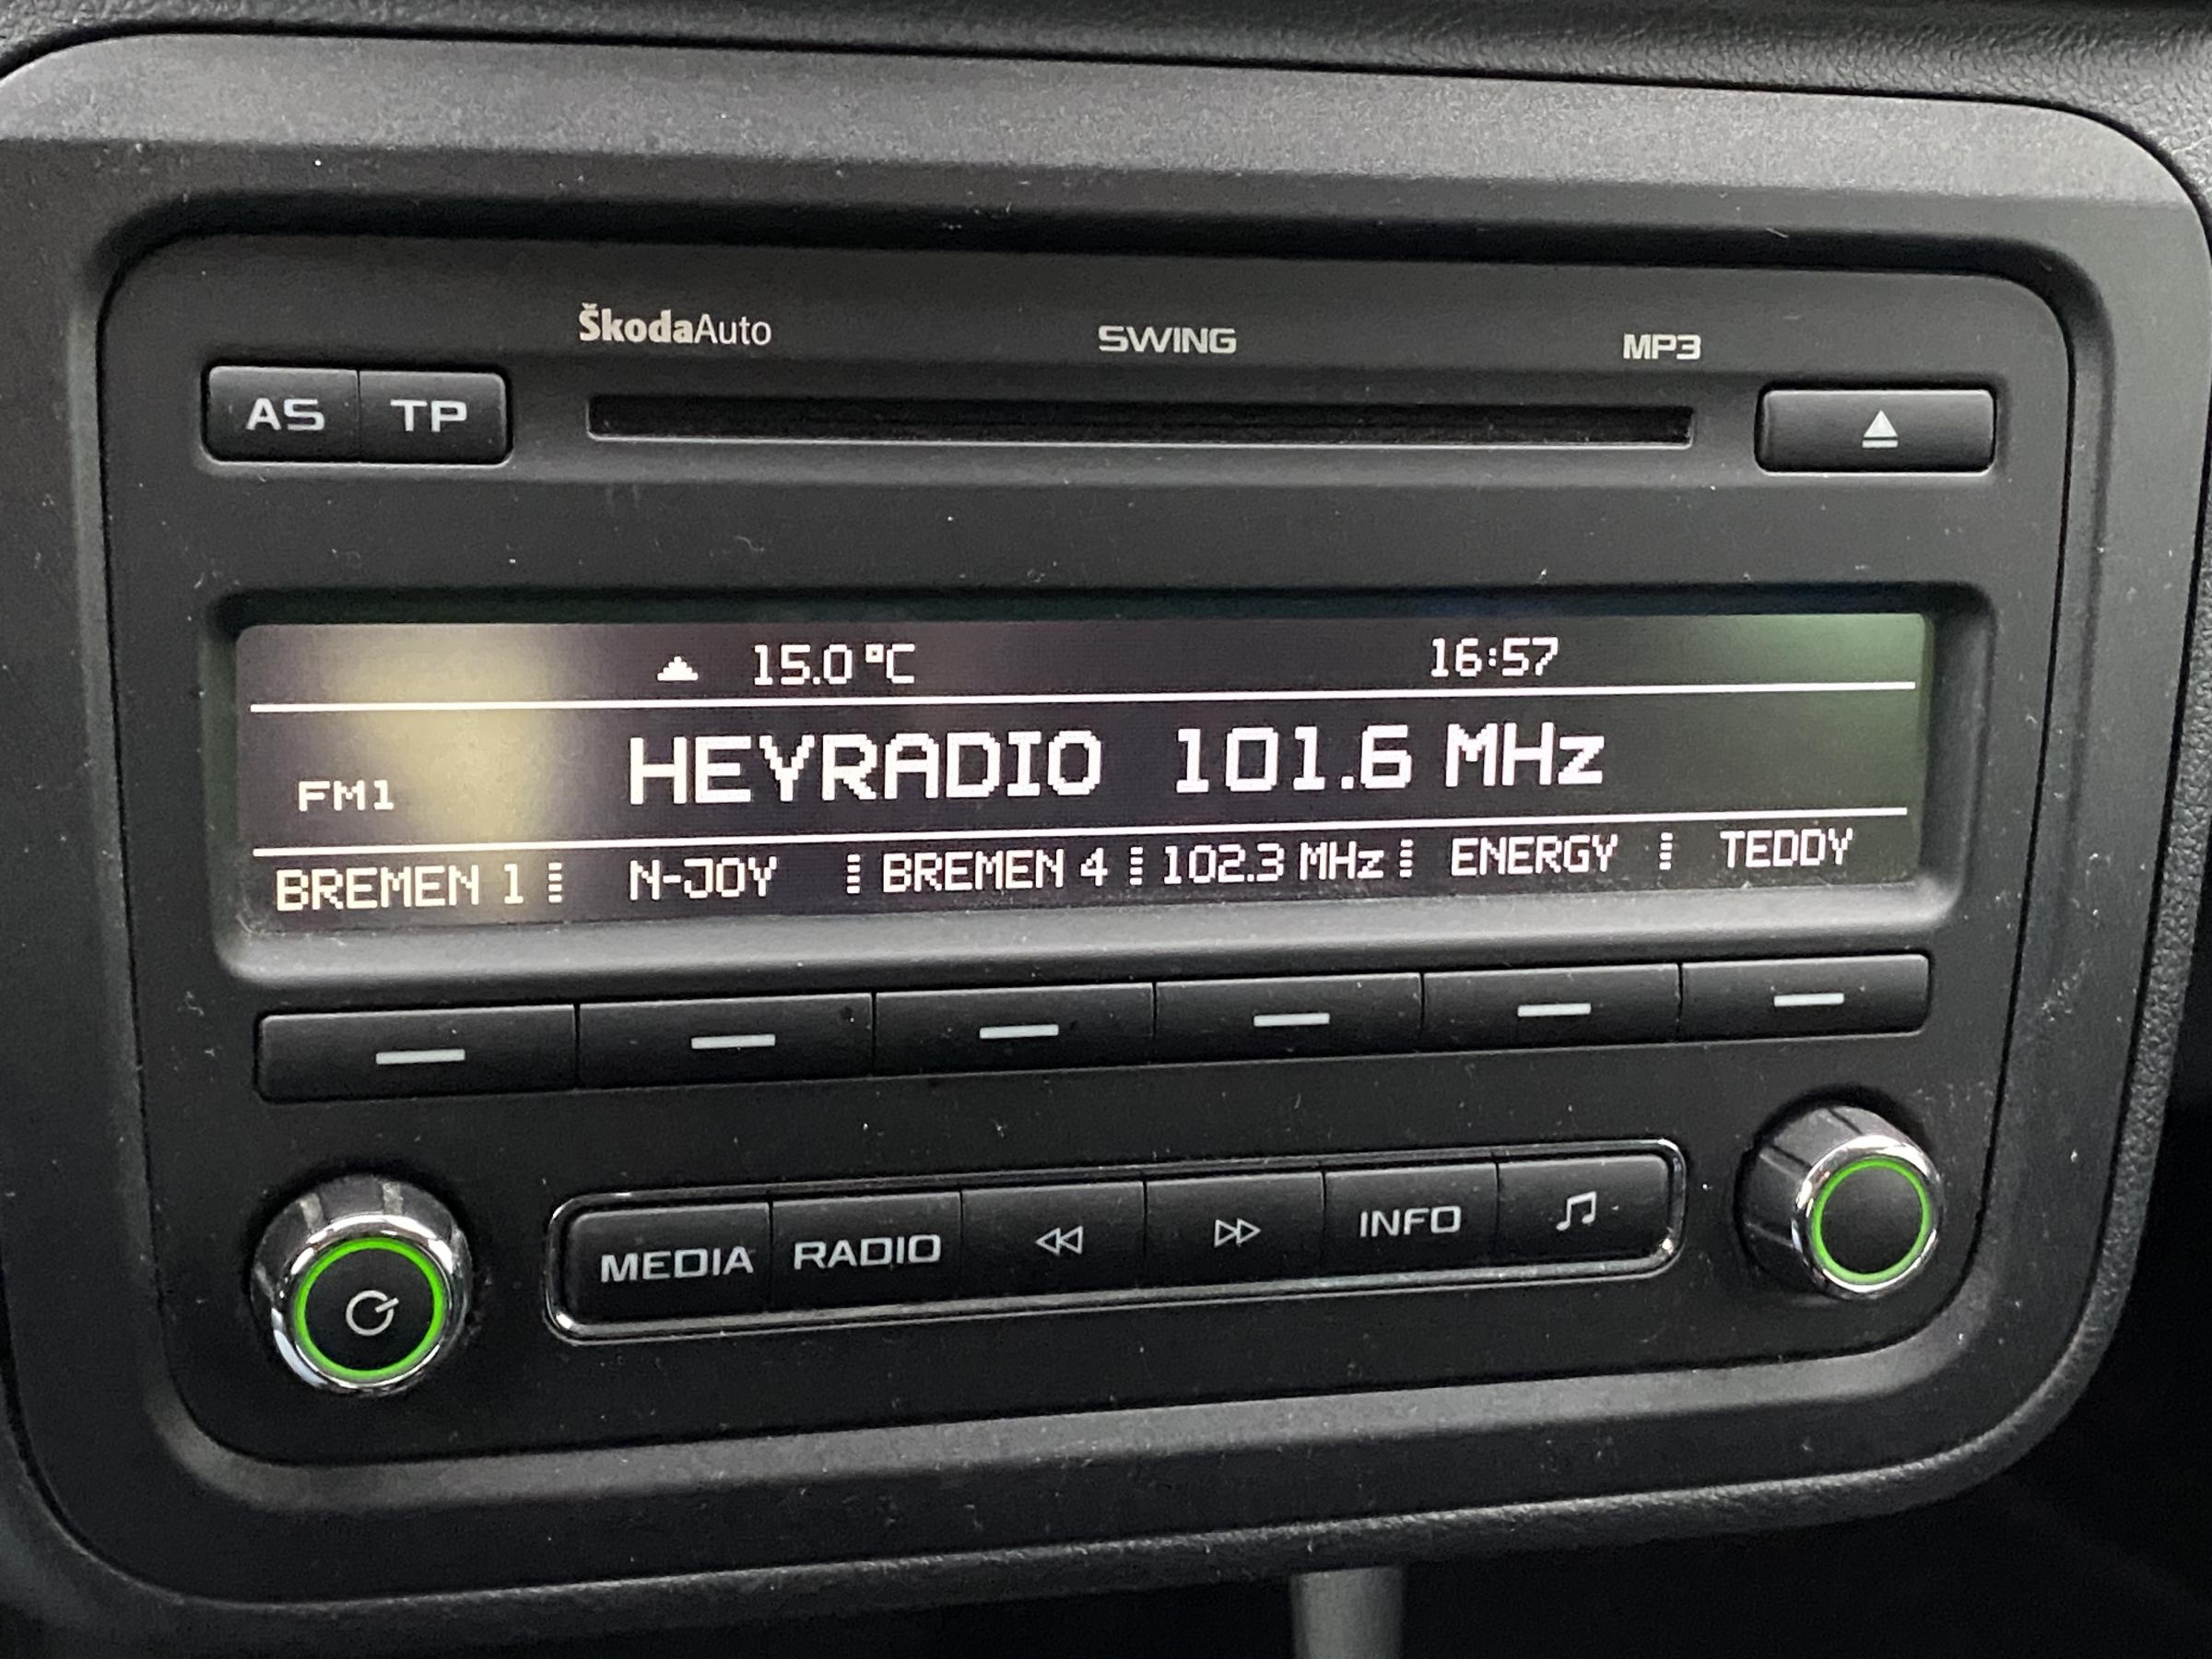 ŠkodaAuto SWING MP3
AS TP
15.0 °C 16:57
HEYRADIO 101.6 MHz
FM1
BREMEN 1 N-JOY BREMEN 4 102.3 MHz ENERGY TEDDY
MEDIA RADIO INFO